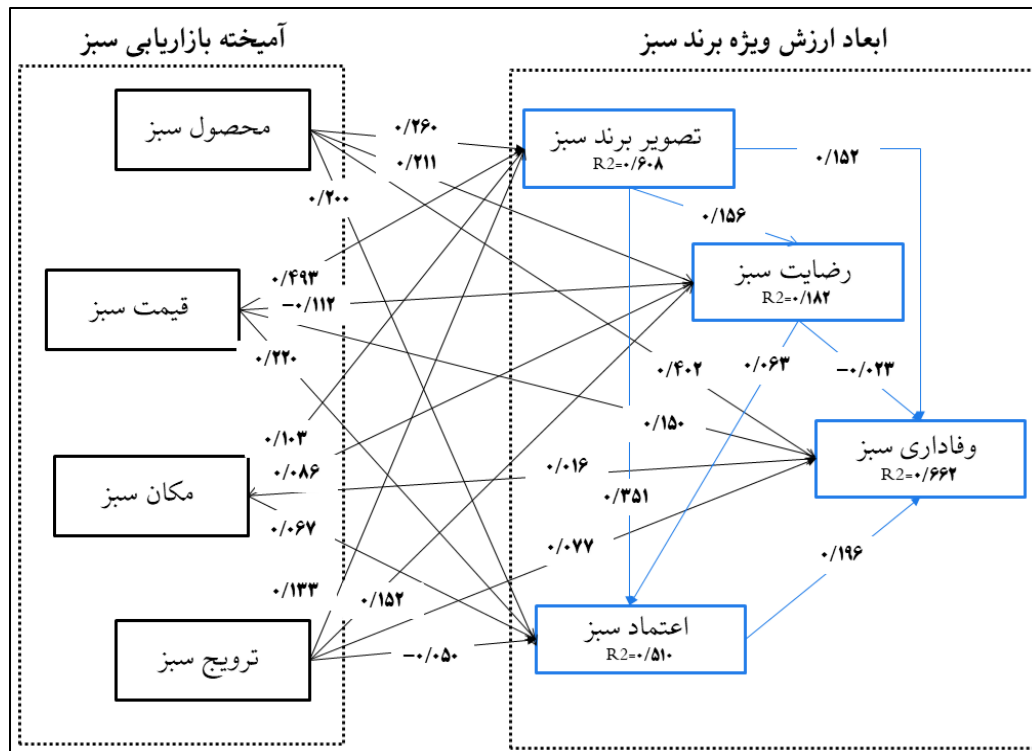 آمیخته بازاریابی سبز
ابعاد ارزش ویژه برند سبز
محصول سبز
تصویر برند سبز
R2=۰/۶۰۸
۰/۲۶۰
۰/۲۱۱
۰/۲۰۰
۰/۱۵۲
۰/۱۵۶
قیمت سبز
رضایت سبز
R2=۰/۱۸۲
۰/۴۹۳
−۰/۱۱۲
۰/۲۲۰
۰/۴۰۲
۰/۰۶۳
−۰/۰۲۳
۰/۱۵۰
وفاداری سبز
R2=۰/۶۶۲
مکان سبز
۰/۱۰۳
۰/۰۸۶
۰/۰۱۶
۰/۰۶۷
۰/۳۵۱
۰/۰۷۷
۰/۱۹۶
ترویج سبز
۰/۱۳۳
۰/۱۵۲
−۰/۰۵۰
اعتماد سبز
R2=۰/۵۱۰